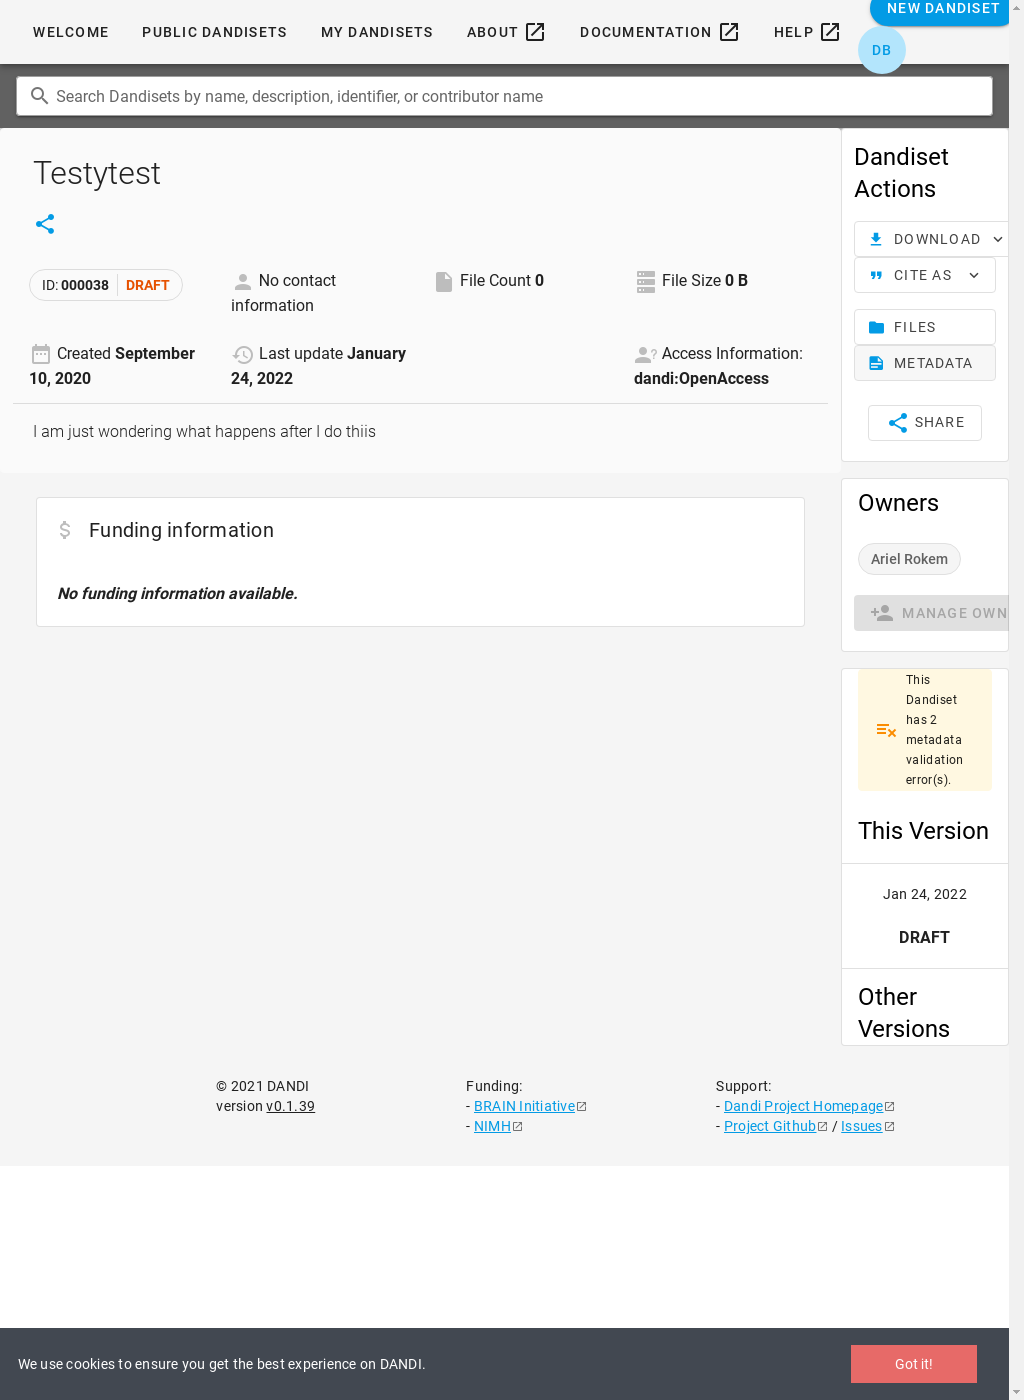 WELCOME PUBLIC DANDISETS MY DANDISETS ABOUT DOCUMENTATION HELP NEW DANDISET
DB
Search Dandisets by name, description, identifier, or contributor name
Testytest
ID: 000038 DRAFT
No contact
information
File Count 0
File Size 0 B
Created September
10, 2020
Last update January
24, 2022
Access Information:
dandi:OpenAccess
I am just wondering what happens after I do thiis
Funding information
No funding information available.
Dandiset
Actions
DOWNLOAD
CITE AS
FILES
METADATA
SHARE
Owners
Ariel Rokem
MANAGE OWN
This
Dandiset
has 2
metadata
validation
error(s).
This Version
Jan 24, 2022
DRAFT
Other
Versions
© 2021 DANDI
version v0.1.39
Funding:
- BRAIN Initiative
- NIMH
Support:
- Dandi Project Homepage
- Project Github / Issues
We use cookies to ensure you get the best experience on DANDI.
Got it!